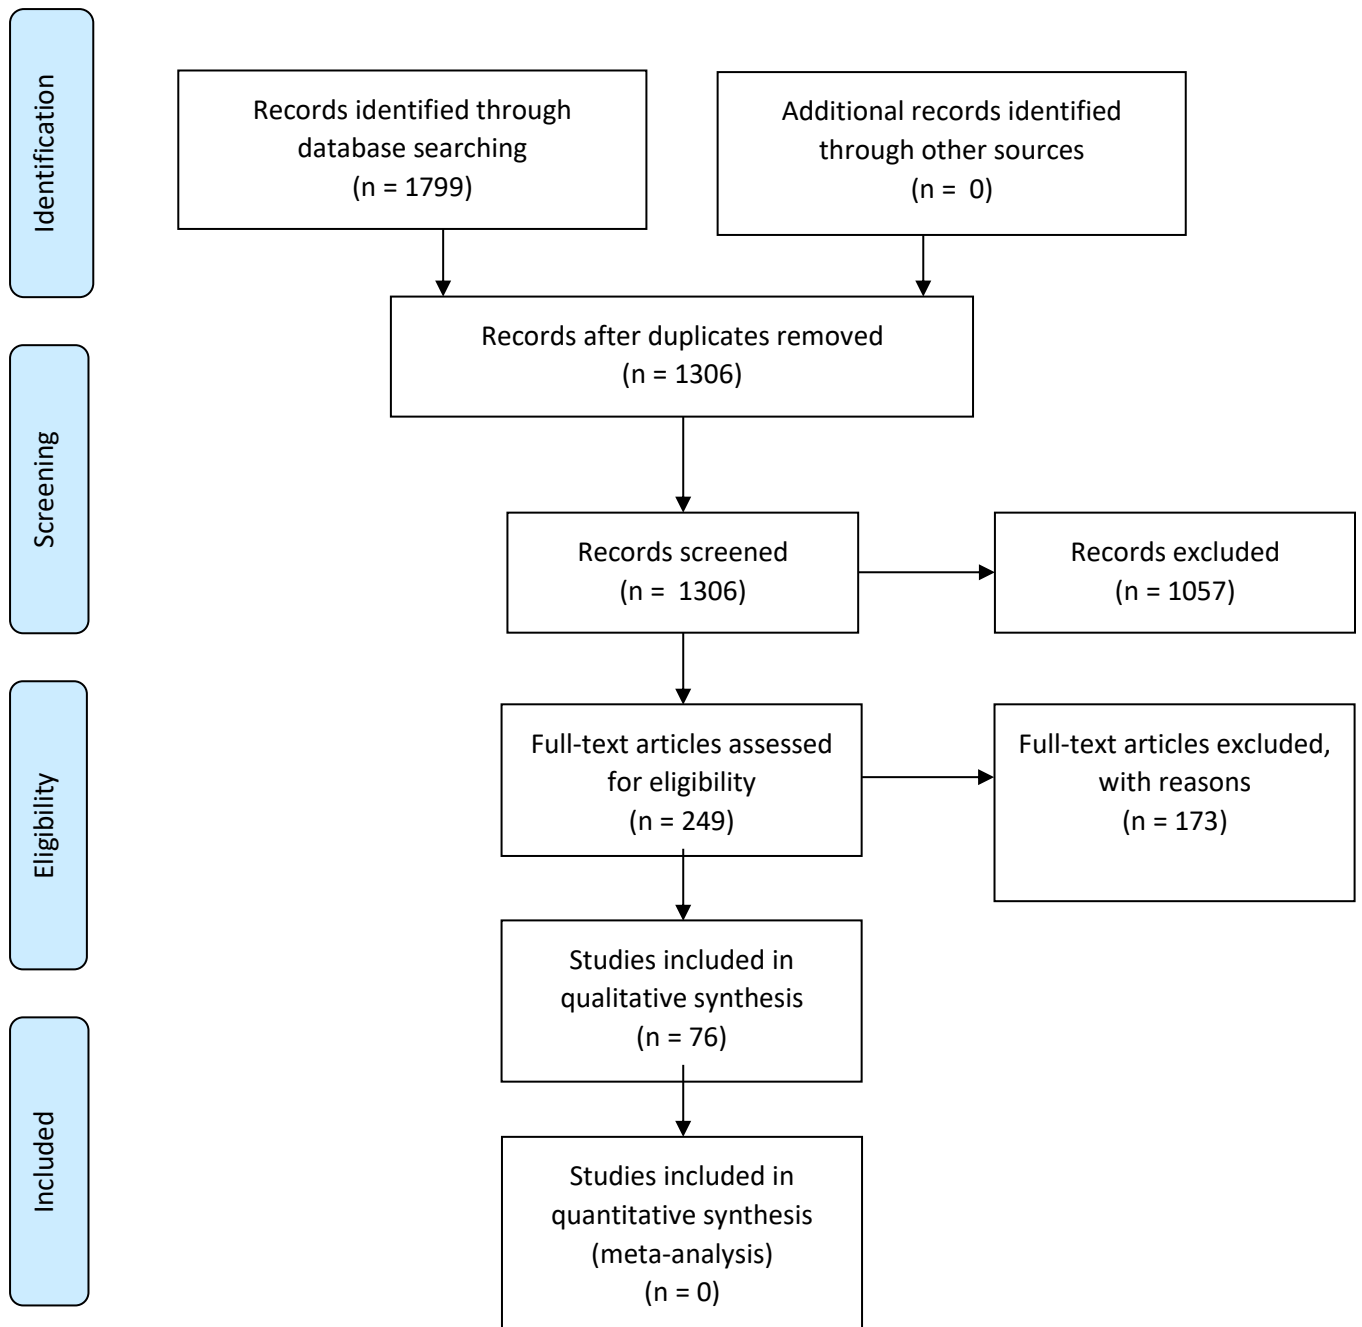 Identification
Records identified through
database searching
(n = 1799)
Additional records identified
through other sources
(n =  0)
Records after duplicates removed
(n = 1306)
Screening
Records screened
(n =  1306)
Records excluded
(n = 1057)
Eligibility
Full-text articles assessed
for eligibility
(n = 249)
Full-text articles excluded,
with reasons
(n = 173)
Studies included in
qualitative synthesis
(n = 76)
Included
Studies included in
quantitative synthesis
(meta-analysis)
(n = 0)